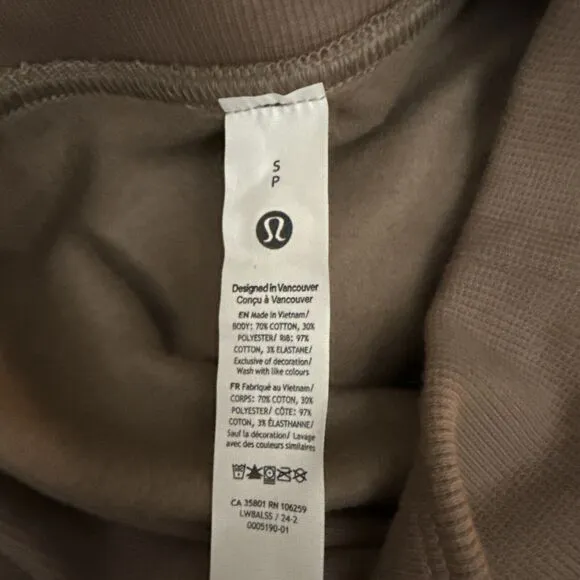 S
P
Designed in Vancouver
Conçu à Vancouver
EN Made in Vietnam/
BODY: 70% COTTON, 30%
POLYESTER/ RIB: 97%
COTTON, 3% ELASTANE/
Exclusive of decoration/
Wash with like colours
FR Fabriqué au Vietnam/
CORPS: 70% COTON, 30%
POLYESTER/ CÔTE: 97%
COTON, 3% ÉLASTHANNE/
Sauf la décoration/ Lavage
avec des couleurs similaires
CA 35801 RN 106259
LW8ALSS / 24-2
0005190-01